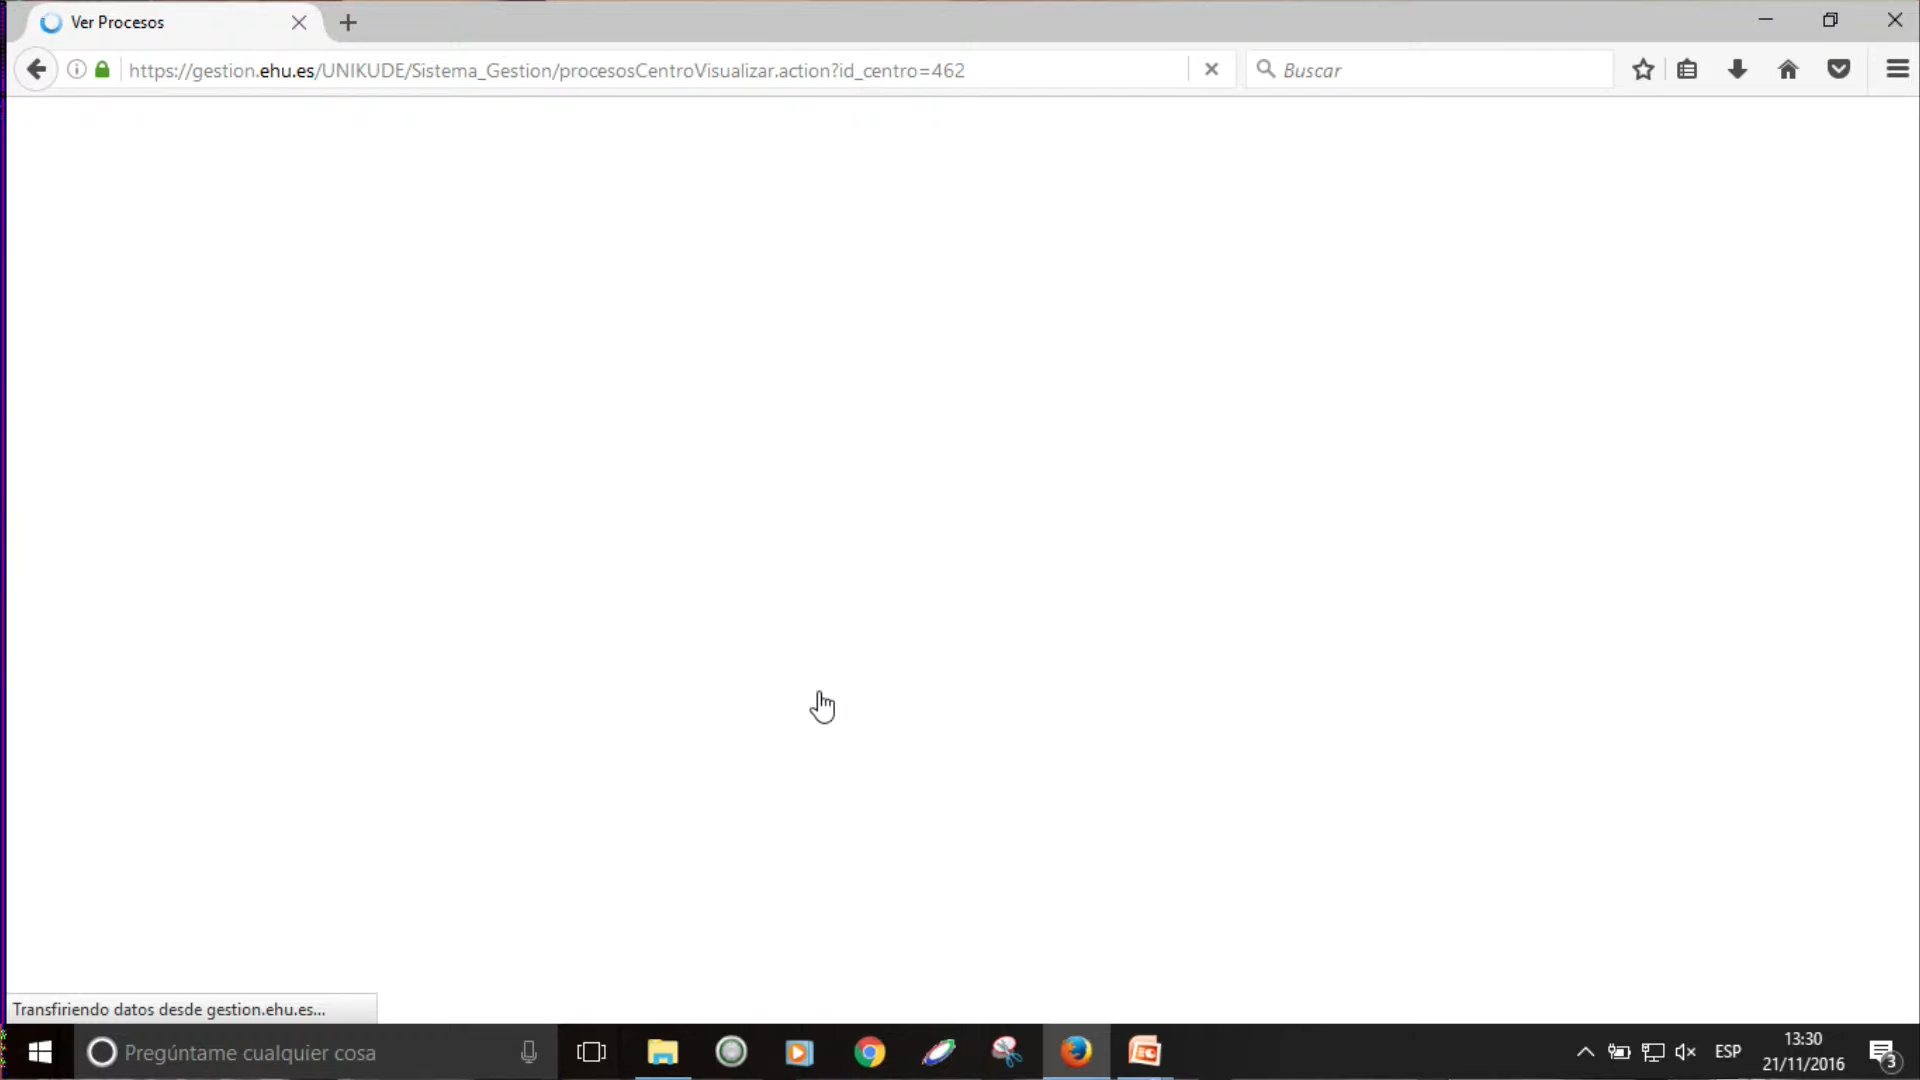 Ver Procesos
https://gestion.ehu.es/UNIKUDE/Sistema_Gestion/procesosCentroVisualizar.action?id_centro=462
Buscar
Transfiriendo datos desde gestion.ehu.es...
Pregúntame cualquier cosa
ESP
13:30
21/11/2016
3